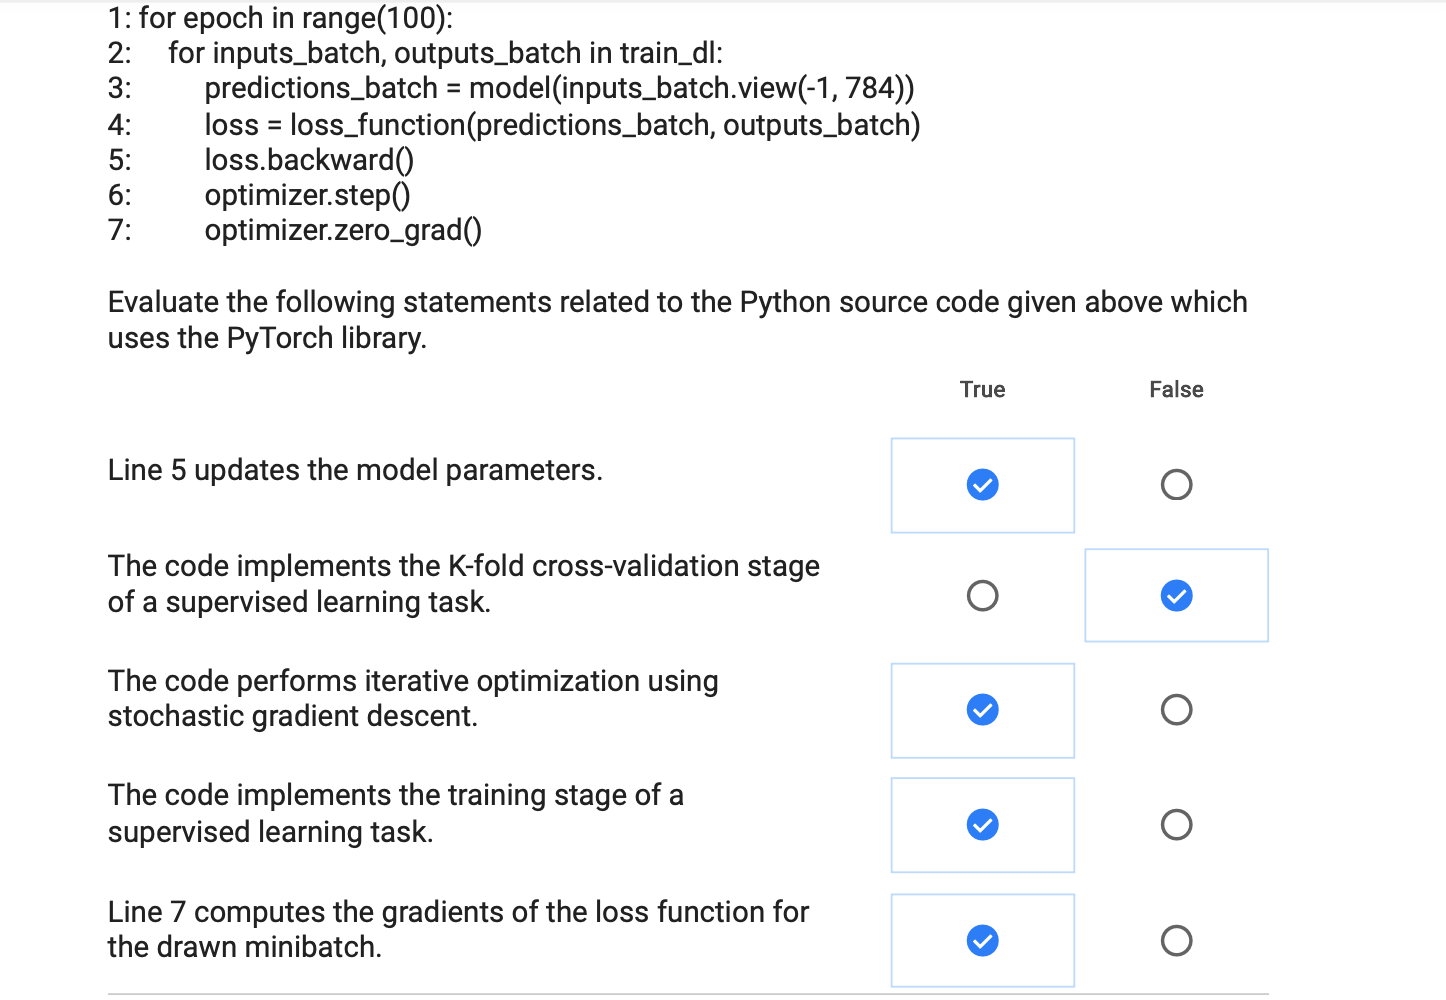 1: for epoch in range(100):
2: for inputs_batch, outputs_batch in train_dl:
3: predictions_batch = model(inputs_batch.view(-1, 784))
4: loss = loss_function(predictions_batch, outputs_batch)
5: loss.backward()
6: optimizer.step()
7: optimizer.zero_grad()
Evaluate the following statements related to the Python source code given above which
uses the PyTorch library.
True False
Line 5 updates the model parameters.
The code implements the K-fold cross-validation stage
of a supervised learning task.
The code performs iterative optimization using
stochastic gradient descent.
The code implements the training stage of a
supervised learning task.
Line 7 computes the gradients of the loss function for
the drawn minibatch.